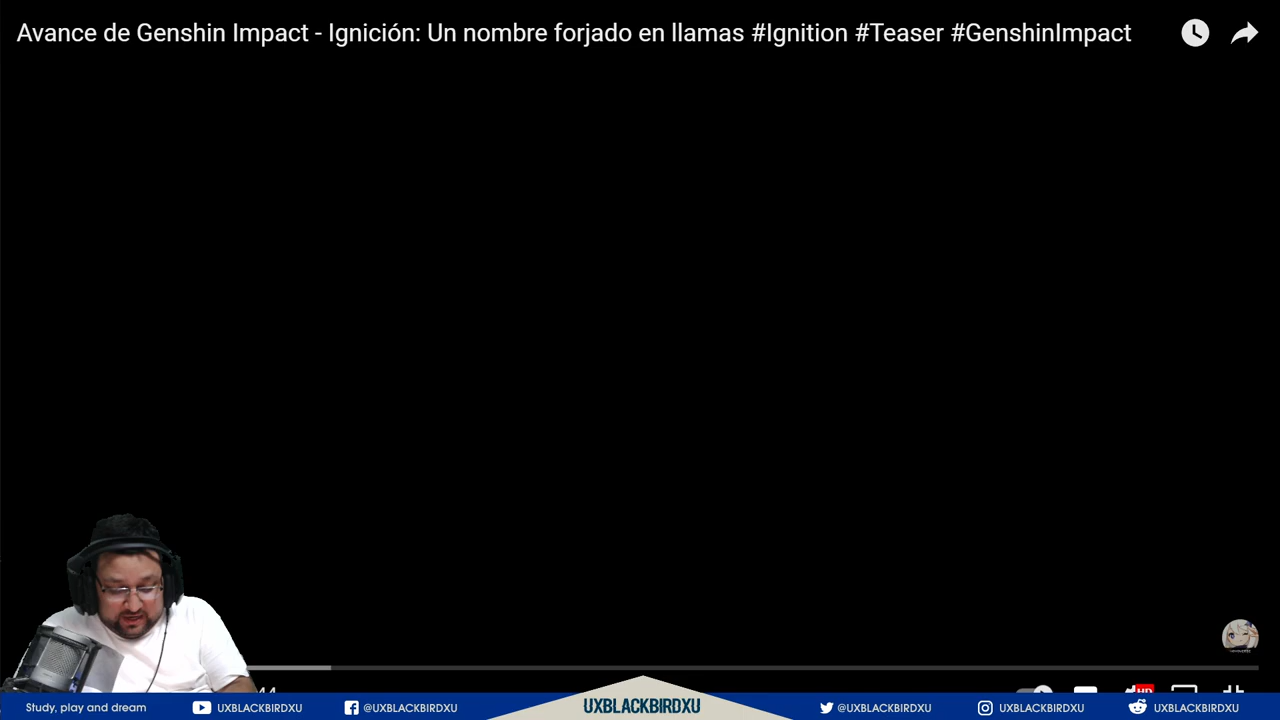 Avance de Genshin Impact - Ignición: Un nombre forjado en llamas #Ignition #Teaser #GenshinImpact
HD
Study, play and dream
UXBLACKBIRDXU
@UXBLACKBIRDXU
UXBLACKBIRDXU
@UXBLACKBIRDXU
UXBLACKBIRDXU
UXBLACKBIRDXU